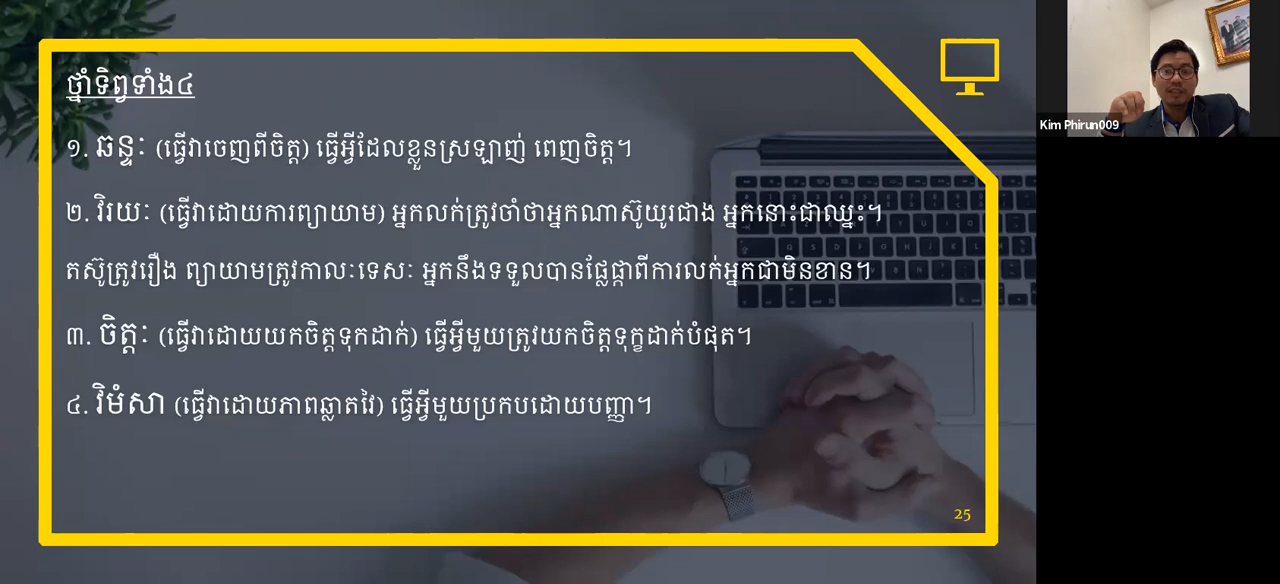 ថ្នាំទិព្វទាំង៤
១. ឆន្ទៈ (ធ្វើវាចេញពីចិត្ត) ធ្វើអ្វីដែលខ្លួនស្រឡាញ់ ពេញចិត្ត។
២. វិរយៈ (ធ្វើវាដោយការព្យាយាម) អ្នកលក់ត្រូវចាំថាអ្នកណាស៊ូយូរជាង អ្នកនោះជាឈ្នះ។
តស៊ូត្រូវរឿង ព្យាយាមត្រូវកាលៈទេសៈ អ្នកនឹងទទួលបានផ្លែផ្កាពីការលក់អ្នកជាមិនខាន។
៣. ចិត្តៈ (ធ្វើវាដោយយកចិត្តទុកដាក់) ធ្វើអ្វីមួយត្រូវយកចិត្តទុក្ខដាក់បំផុត។
៤. វិមំសា (ធ្វើវាដោយភាពឆ្លាតវៃ) ធ្វើអ្វីមួយប្រកបដោយបញ្ញា។
25
Kim Phirun009